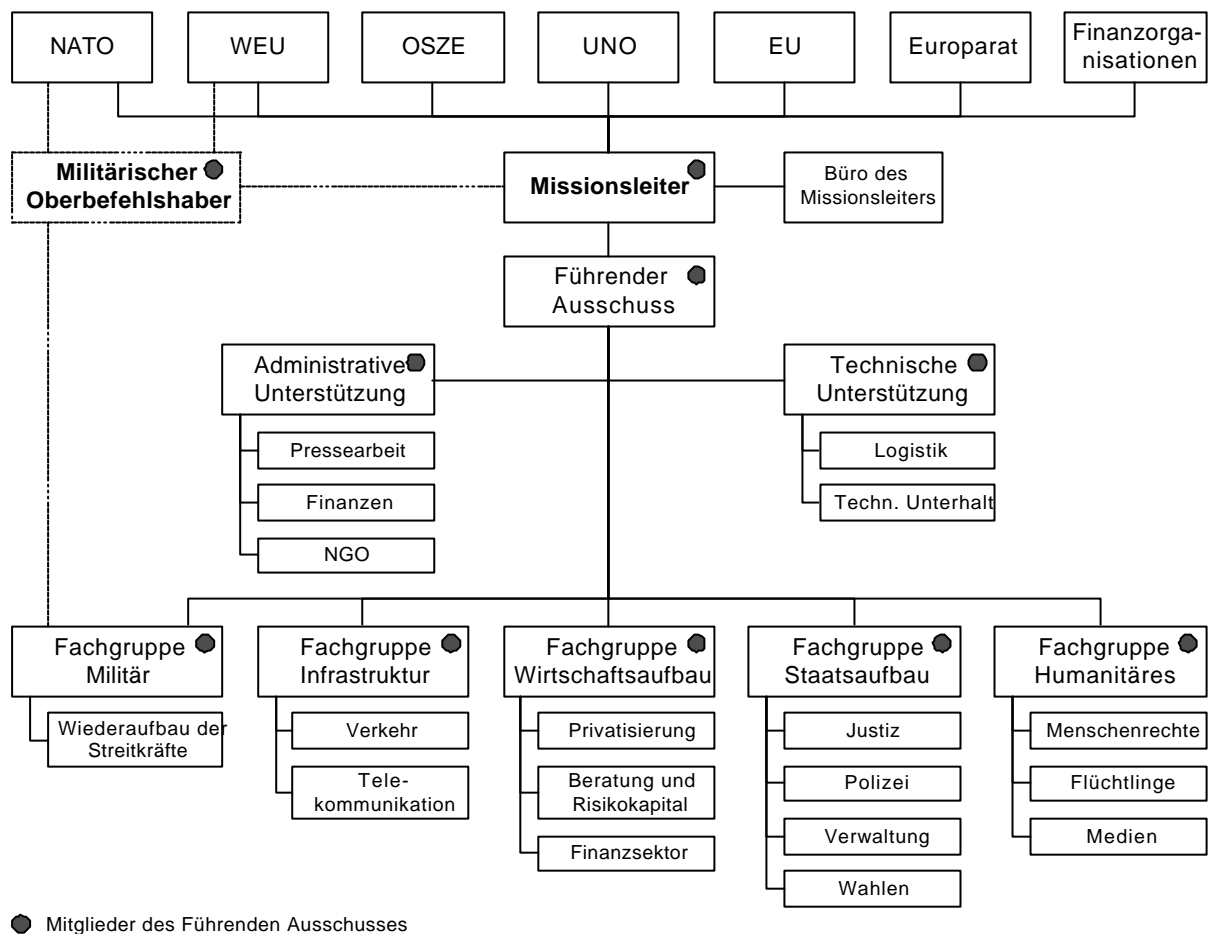 NATO
WEU
OSZE
UNO
EU
Europarat
Finanzorga-
nisationen
Militärischer
Oberbefehlshaber
Missionsleiter
Büro des
Missionsleiters
Führender
Ausschuss
Administrative
Unterstützung
Technische
Unterstützung
Pressearbeit
Finanzen
NGO
Logistik
Techn. Unterhalt
Fachgruppe
Militär
Wiederaufbau der
Streitkräfte
Fachgruppe
Infrastruktur
Verkehr
Tele-
kommunikation
Fachgruppe
Wirtschaftsaufbau
Privatisierung
Beratung und
Risikokapital
Finanzsektor
Fachgruppe
Staatsaufbau
Justiz
Polizei
Verwaltung
Wahlen
Fachgruppe
Humanitäres
Menschenrechte
Flüchtlinge
Medien
Mitglieder des Führenden Ausschusses